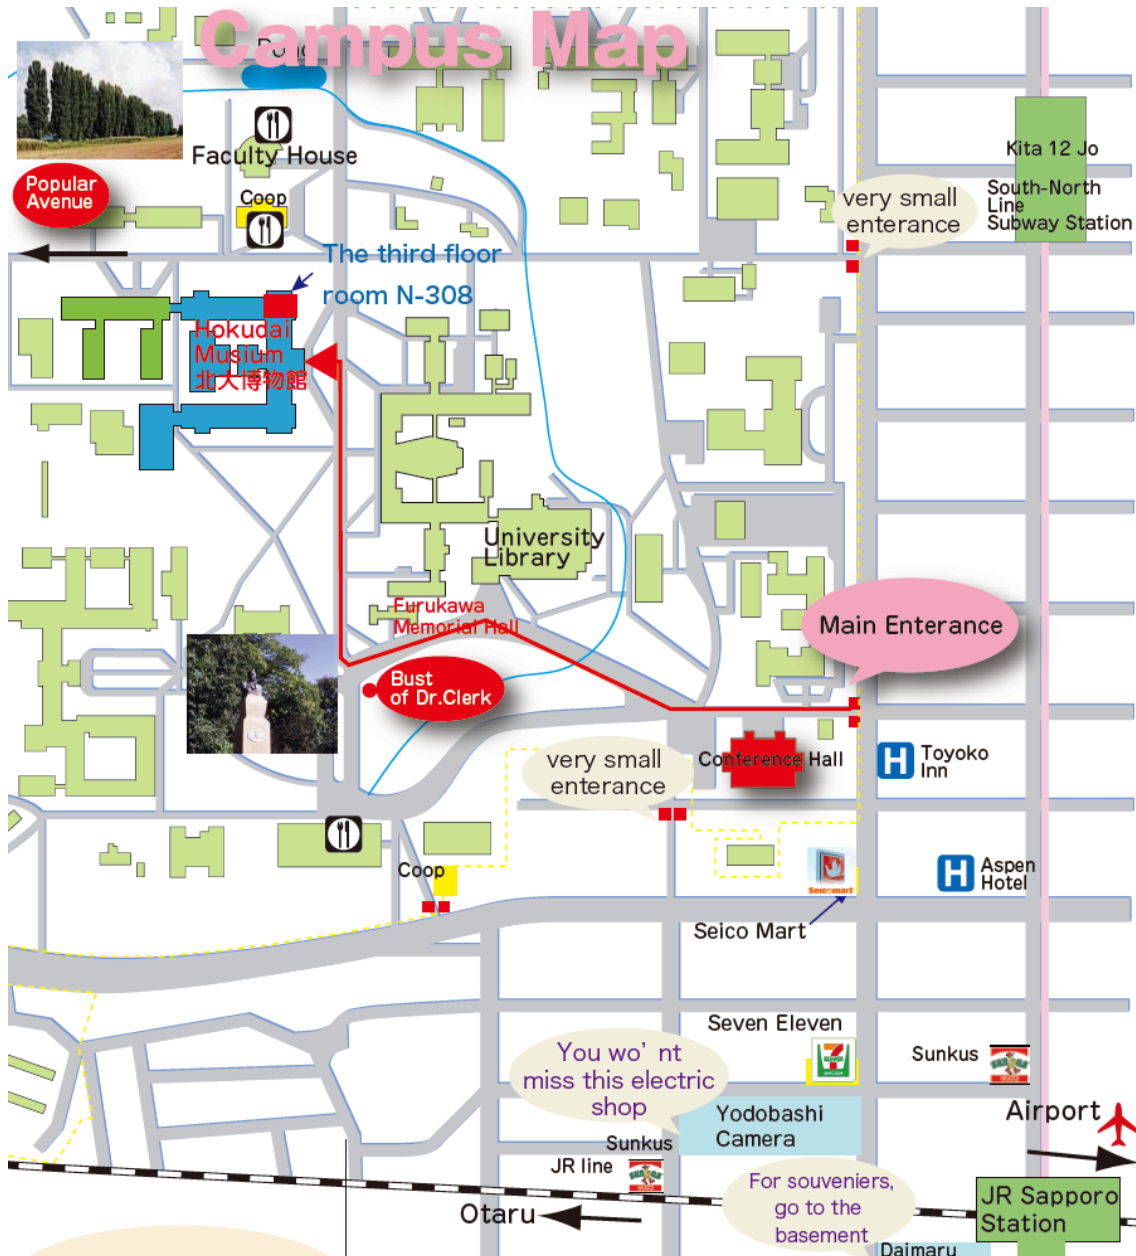 Campus Map
Pond
Faculty House
Popular
Avenue
Coop
Kita 12 Jo
South-North
Line
Subway Station
very small
enterance
The third floor
room N-308
Hokudai
Musium
北大博物館
University
Library
Furukawa
Memorial Hall
Main Enterance
Bust
of Dr.Clerk
very small
enterance
Conference Hall
H
Toyoko
Inn
Coop
Seicomart
H
Aspen
Hotel
Seico Mart
Seven Eleven
7
ELEVEN
You wo' nt
miss this electric
shop
Sunkus
Airport
Yodobashi
Camera
Sunkus
JR line
For souveniers,
go to the
basement
JR Sapporo
Station
Otaru
Daimaru